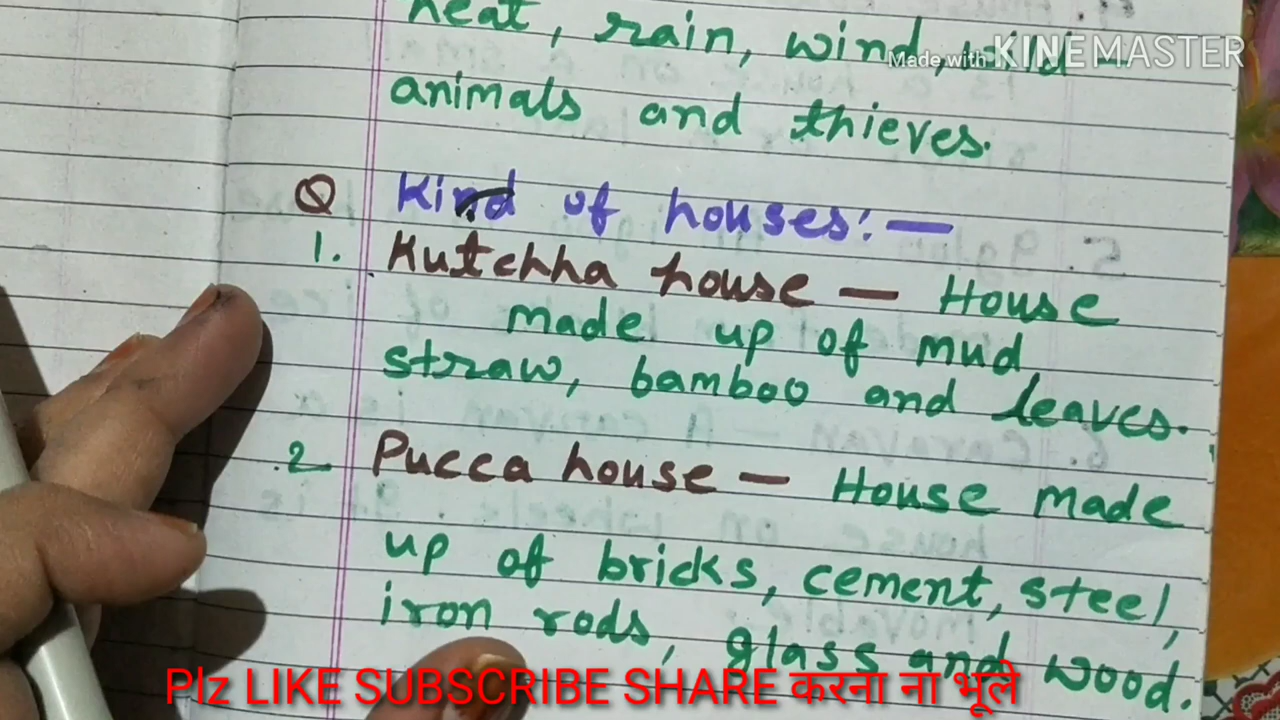 heat, rain, wind, wild
Made with KINEMASTER
animals and thieves.
Q Kind of houses:—
1. Kutchha house — House
made up of mud
straw, bamboo and leaves.
2 Pucca house — House made
up of bricks, cement, steel,
iron rods, glass and wood.
Plz LIKE SUBSCRIBE SHARE करना ना भूले